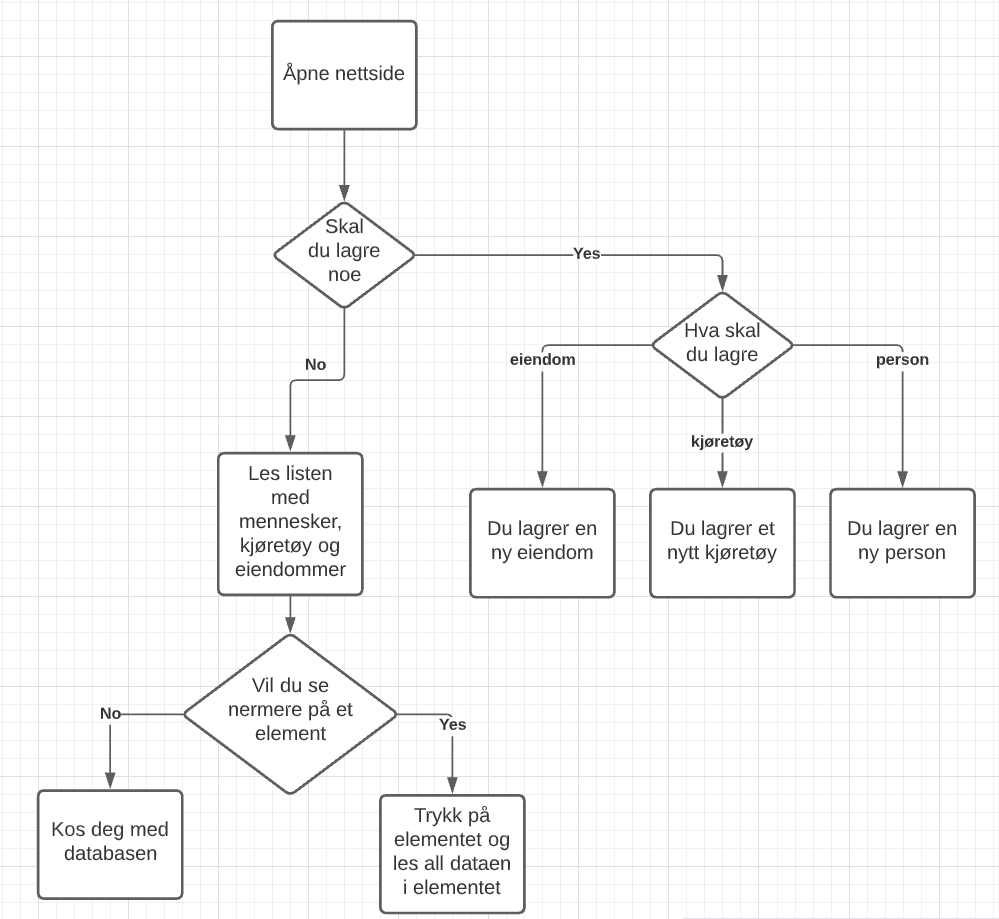 Åpne nettside
Skal
du lagre
noe
Yes
Hva skal
du lagre
eiendom
person
No
kjøretøy
Les listen
med
mennesker,
kjøretøy og
eiendommer
Du lagrer en
ny eiendom
Du lagrer et
nytt kjøretøy
Du lagrer en
ny person
Vil du se
nermere på et
element
No
Yes
Kos deg med
databasen
Trykk på
elementet og
les all dataen
i elementet